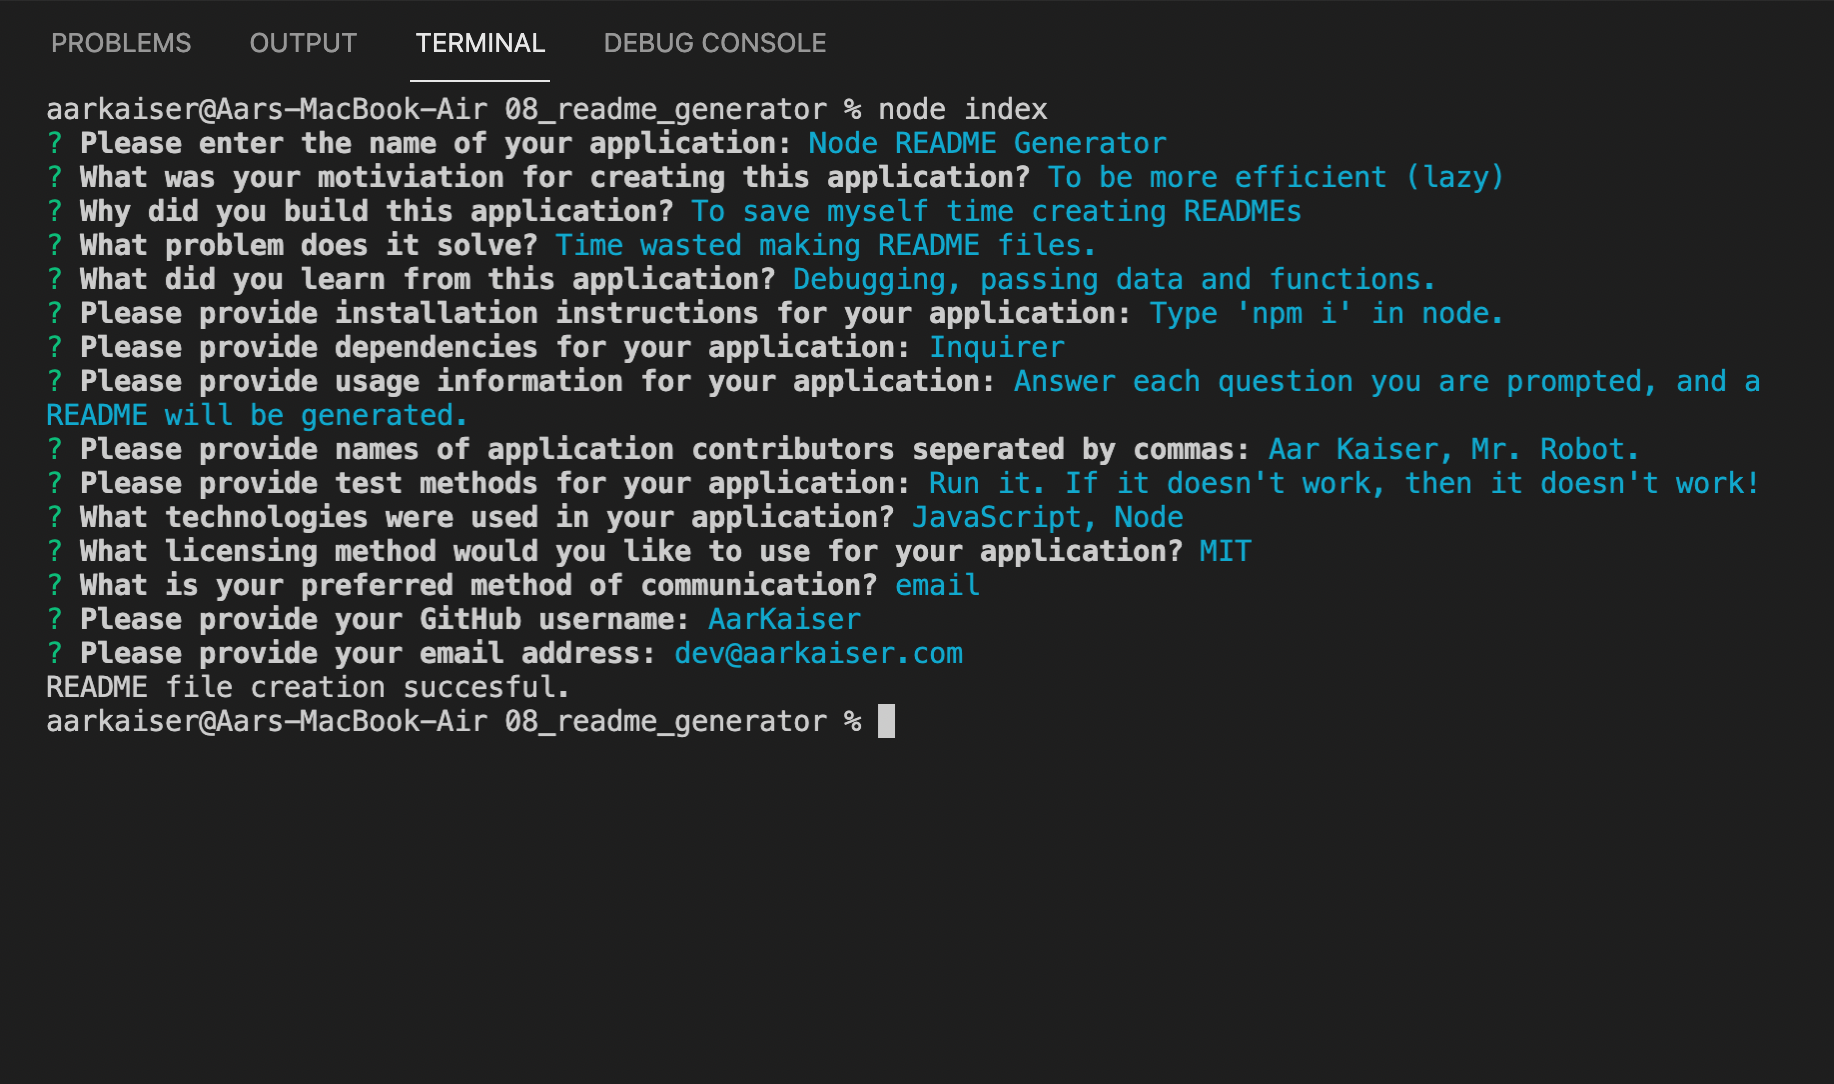 PROBLEMS OUTPUT TERMINAL DEBUG CONSOLE
aarkaiser@Aars-MacBook-Air 08_readme_generator % node index
? Please enter the name of your application: Node README Generator
? What was your motiviation for creating this application? To be more efficient (lazy)
? Why did you build this application? To save myself time creating READMEs
? What problem does it solve? Time wasted making README files.
? What did you learn from this application? Debugging, passing data and functions.
? Please provide installation instructions for your application: Type 'npm i' in node.
? Please provide dependencies for your application: Inquirer
? Please provide usage information for your application: Answer each question you are prompted, and a
README will be generated.
? Please provide names of application contributors seperated by commas: Aar Kaiser, Mr. Robot.
? Please provide test methods for your application: Run it. If it doesn't work, then it doesn't work!
? What technologies were used in your application? JavaScript, Node
? What licensing method would you like to use for your application? MIT
? What is your preferred method of communication? email
? Please provide your GitHub username: AarKaiser
? Please provide your email address: dev@aarkaiser.com
README file creation succesful.
aarkaiser@Aars-MacBook-Air 08_readme_generator %